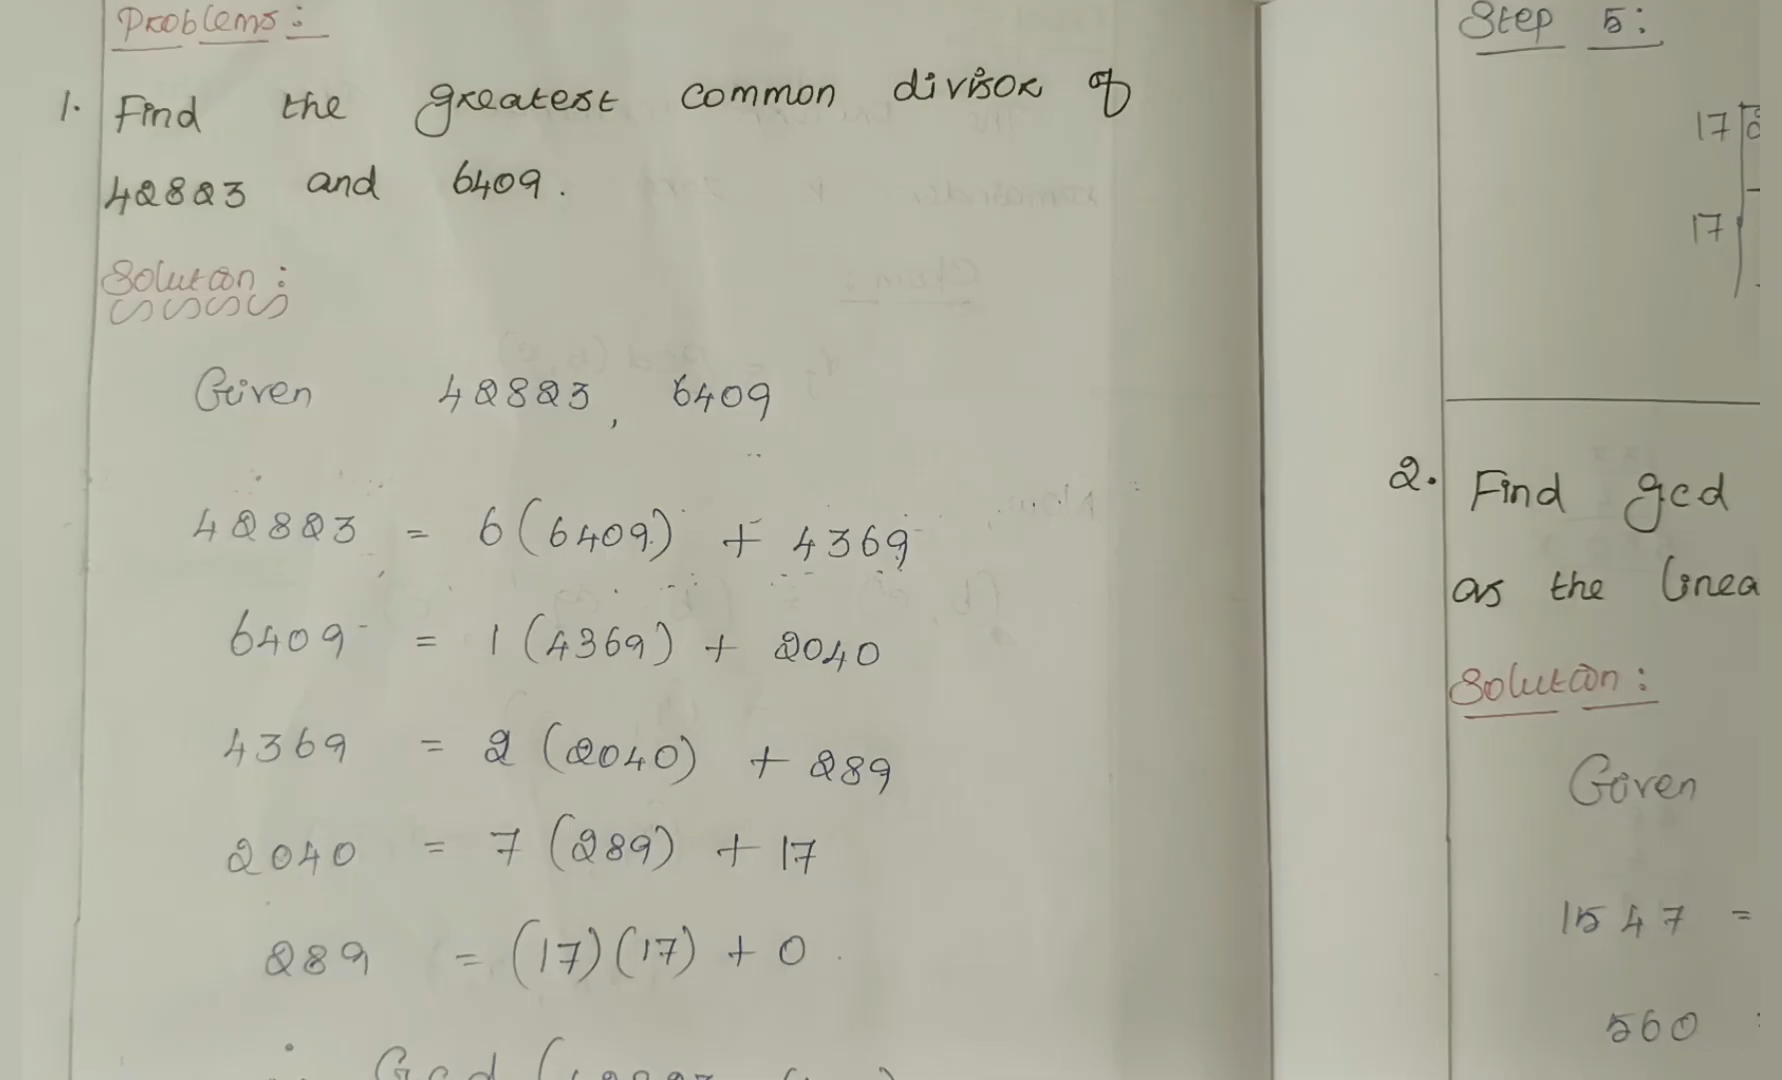 Problems:
1. Find the greatest common divisor of
42823 and 6409.
Solution:
Given 42823, 6409
42823 = 6(6409) + 4369
6409 = 1(4369) + 2040
4369 = 2(2040) + 289
2040 = 7(289) + 17
289 = (17)(17) + 0
Gcd (
Step 5:
17
17
2. Find gcd
as the linea
Solution:
Given
1547 =
560